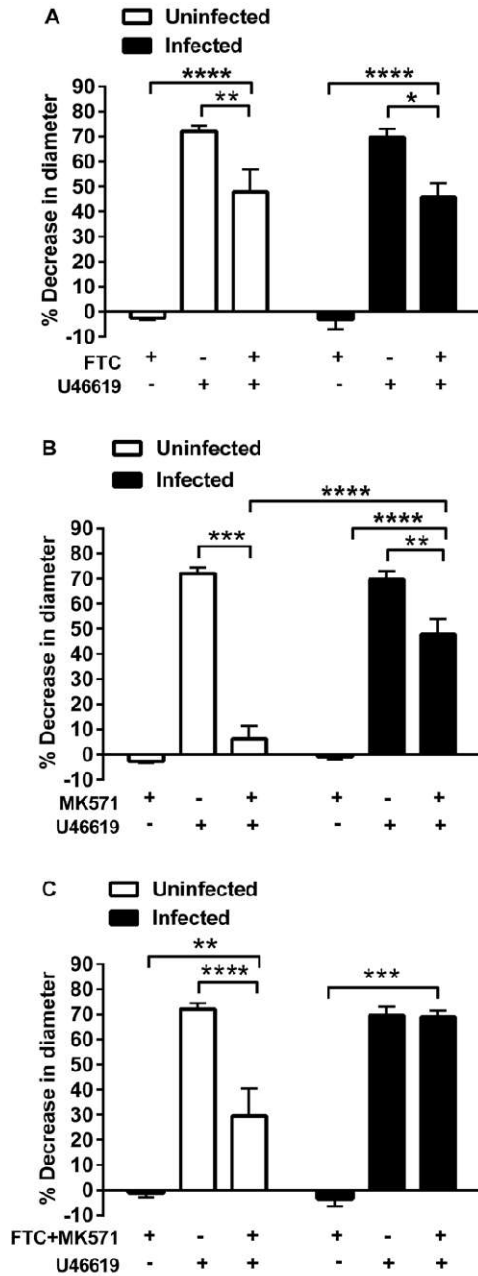 A
Uninfected
Infected
**** ****
** *
% Decrease in diameter
90
80
70
60
50
40
30
20
10
0
-10
FTC + - + + - +
U46619 - + + - + +
B
Uninfected
Infected
****
*** ****
**
% Decrease in diameter
90
80
70
60
50
40
30
20
10
0
-10
MK571 + - + + - +
U46619 - + + - + +
C
Uninfected
Infected
** ***
****
% Decrease in diameter
90
80
70
60
50
40
30
20
10
0
-10
FTC+MK571 + - + + - +
U46619 - + + - + +